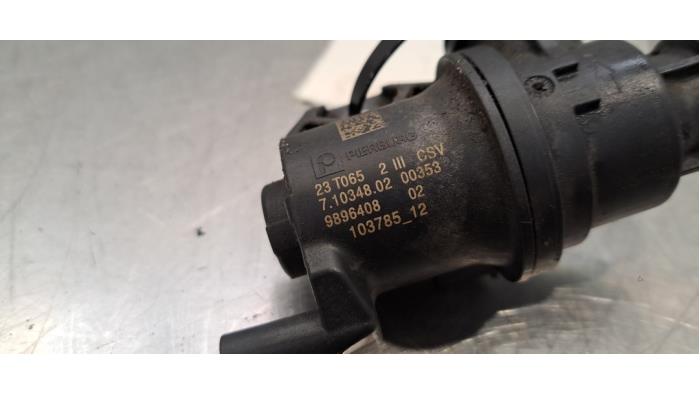 PIERBURG
23 T065 2 III CSV
7.10348.02 00353
9896408 02
103785_12